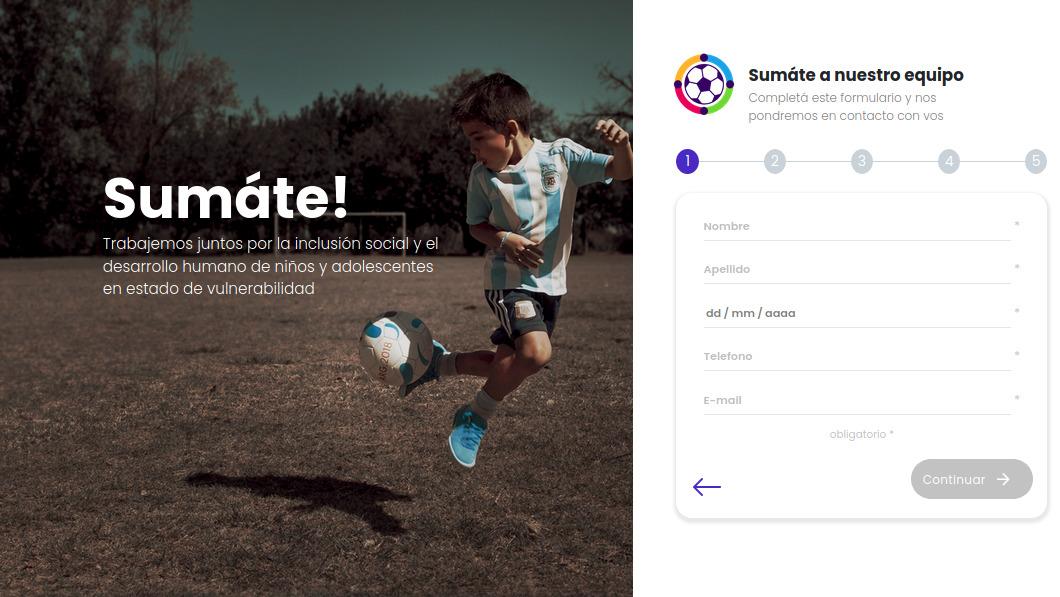 Sumáte!
Trabajemos juntos por la inclusión social y el
desarrollo humano de niños y adolescentes
en estado de vulnerabilidad
2018
Sumáte a nuestro equipo
Completá este formulario y nos
pondremos en contacto con vos
1 2 3 4 5
Nombre *
Apellido *
dd / mm / aaaa *
Telefono *
E-mail *
obligatorio *
Continuar